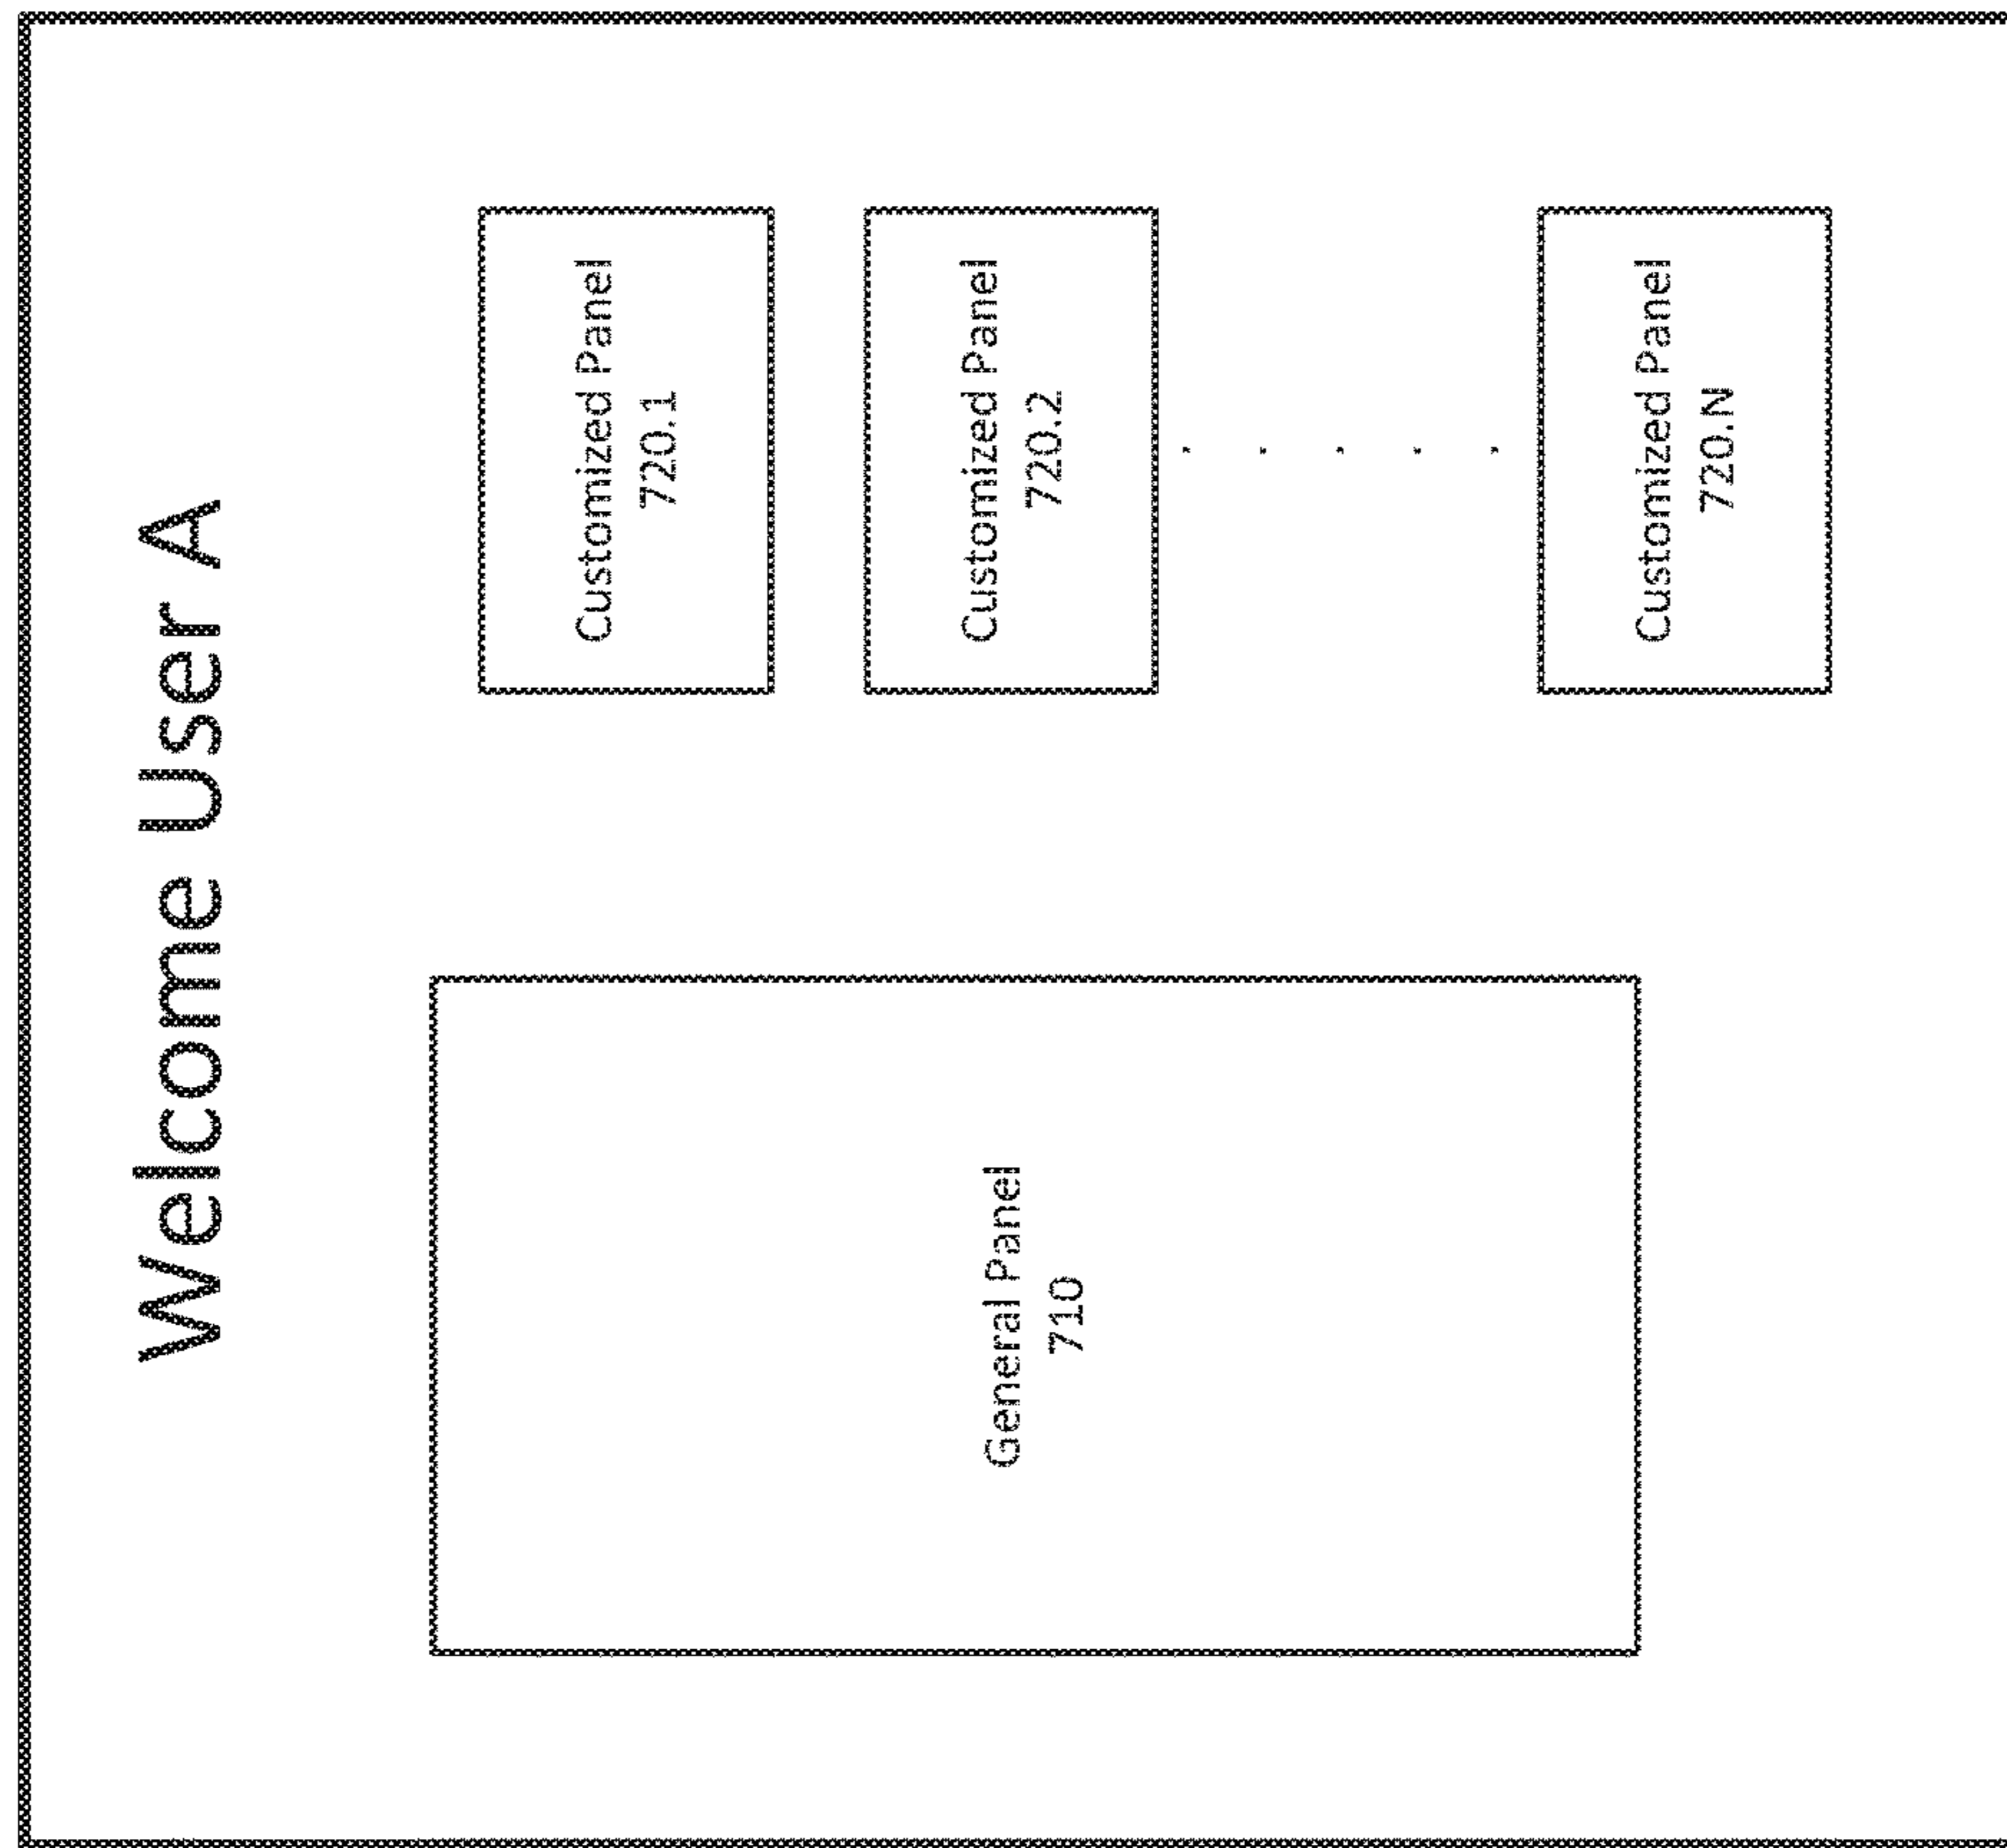 Welcome User A
General Panel
710
Customized Panel
720.1
Customized Panel
720.2
Customized Panel
720.N